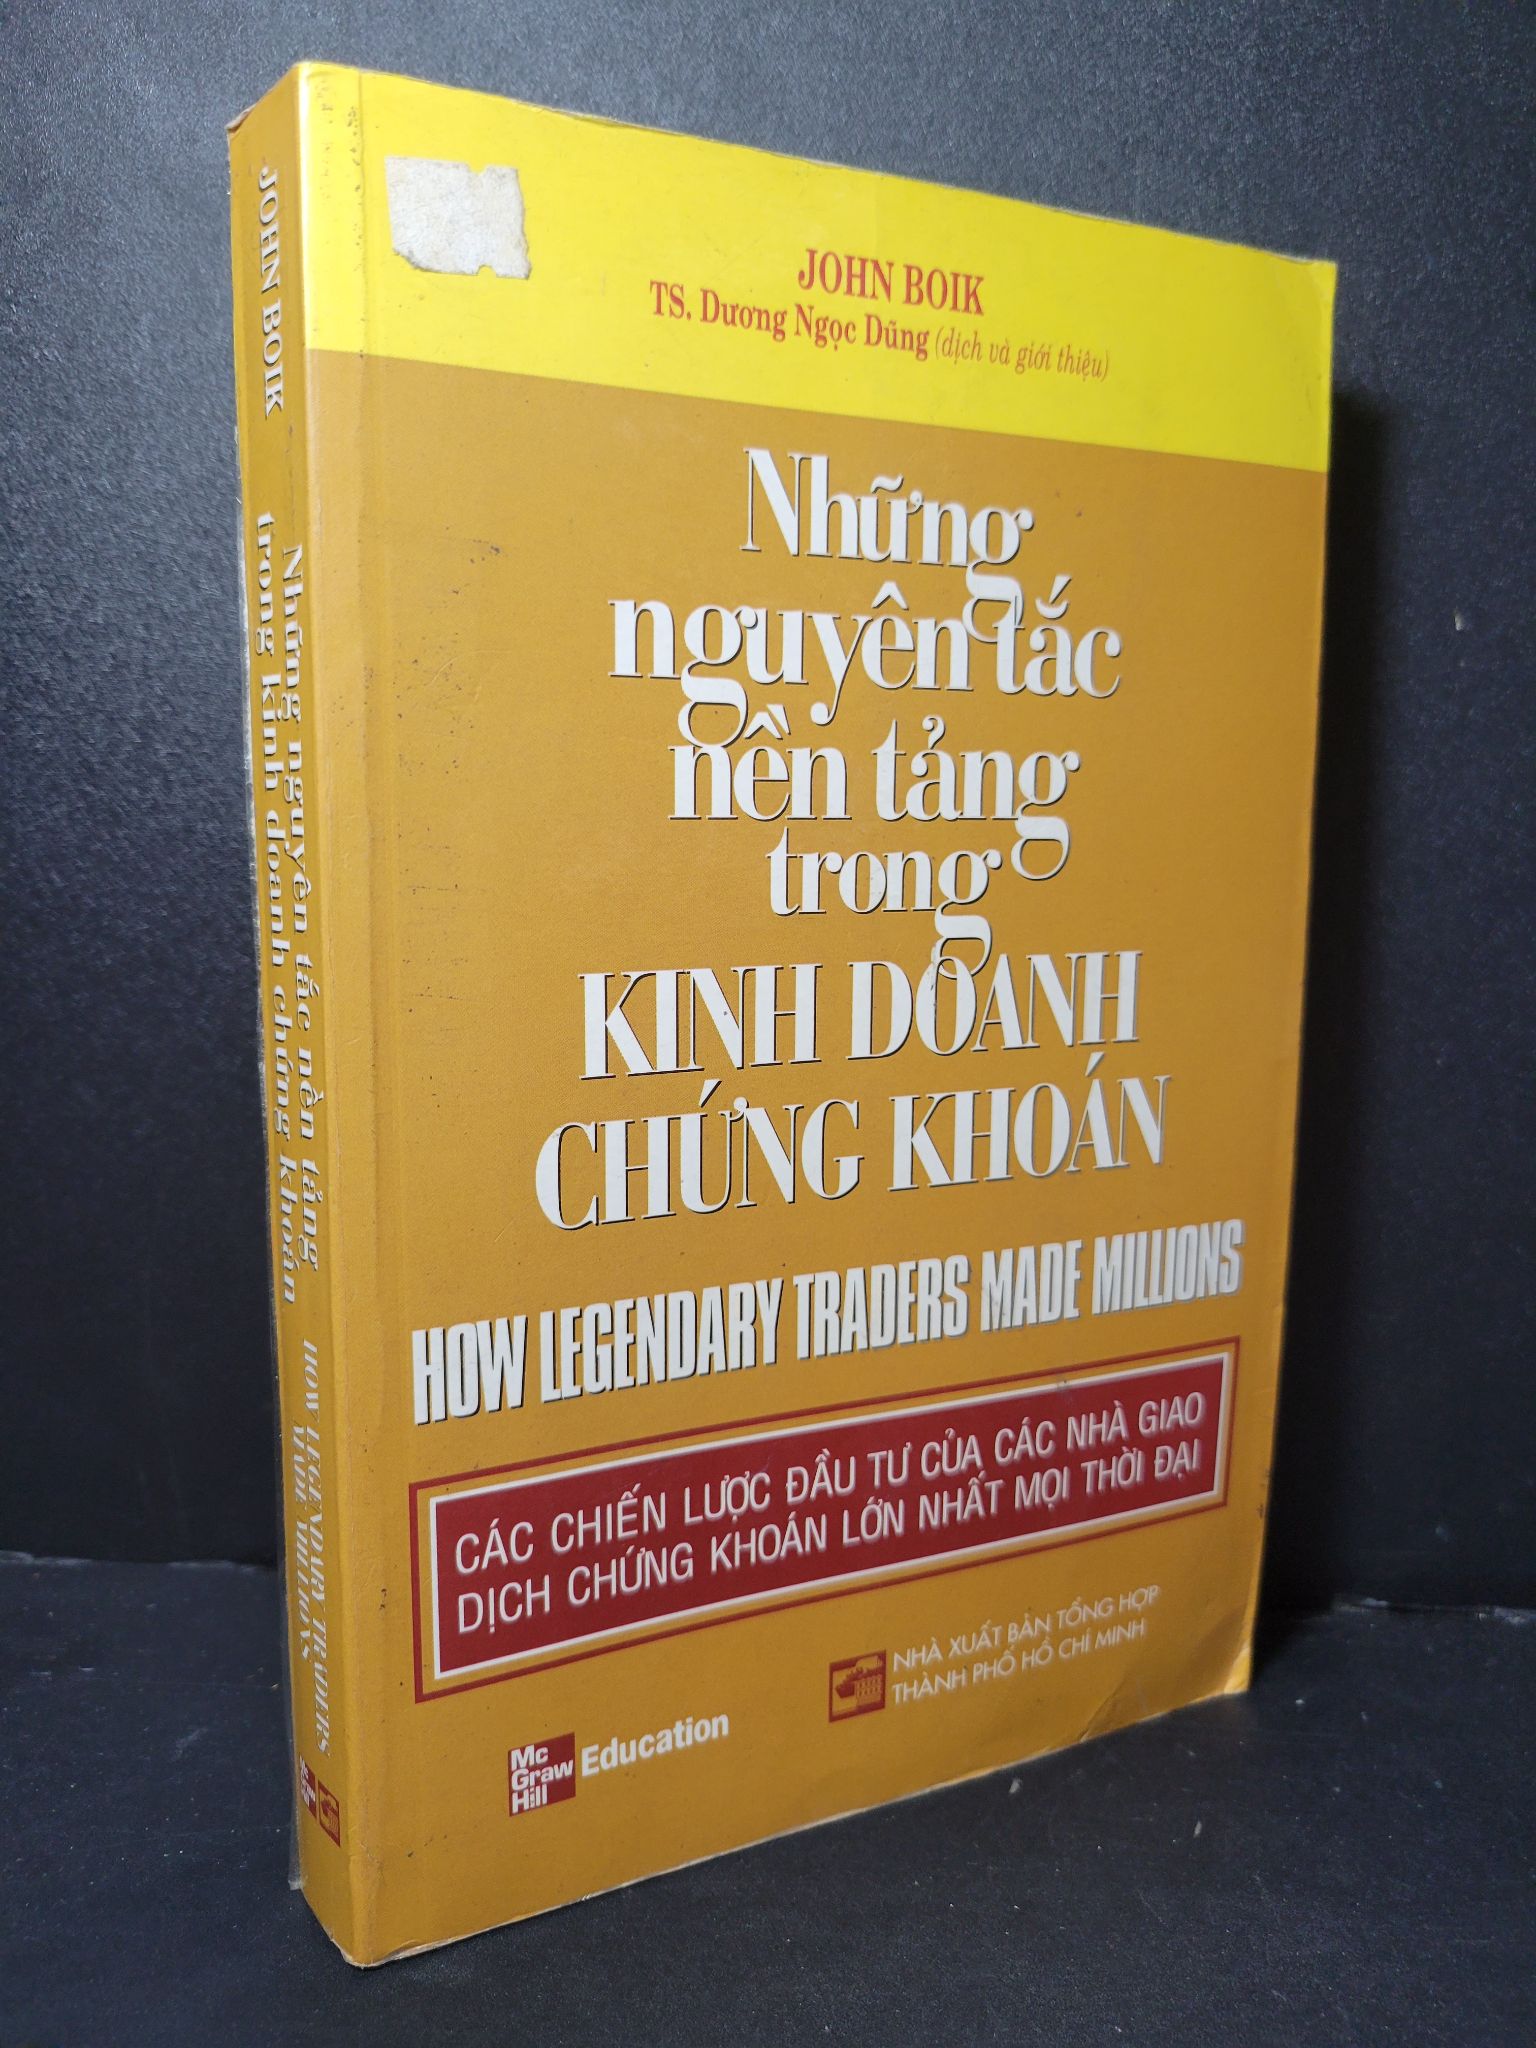 JOHN BOIK
TS. Dương Ngọc Dũng (dịch và giới thiệu)
Những
nguyên tắc
nền tảng
trong
KINH DOANH
CHỨNG KHOÁN
HOW LEGENDARY TRADERS MADE MILLIONS
CÁC CHIẾN LƯỢC ĐẦU TƯ CỦA CÁC NHÀ GIAO
DỊCH CHỨNG KHOÁN LỚN NHẤT MỌI THỜI ĐẠI
NHÀ XUẤT BẢN TỔNG HỢP
THÀNH PHỐ HỒ CHÍ MINH
Mc
Graw
Hill
Education
JOHN BOIK
Những nguyên tắc nền tảng
trong kinh doanh chứng khoán
HOW LEGENDARY TRADERS
MADE MILLIONS
Mc
Graw
Hill